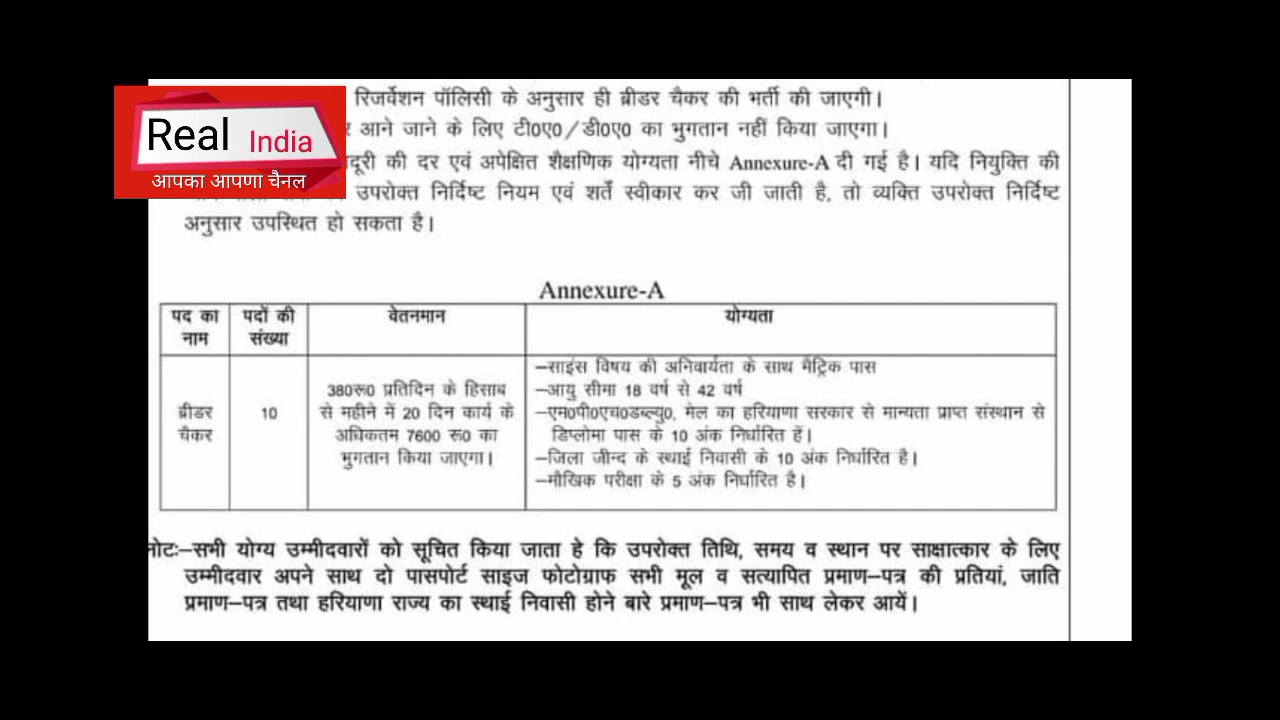 Real India
आपका आपणा चैनल
रिजर्वेशन पॉलिसी के अनुसार ही ब्रीडर चैकर की भर्ती की जाएगी।
आने जाने के लिए टी0ए0/डी0ए0 का भुगतान नहीं किया जाएगा।
की दर एवं अपेक्षित शैक्षणिक योग्यता नीचे Annexure-A दी गई है। यदि नियुक्ति की
उपरोक्त निर्दिष्ट नियम एवं शर्तें स्वीकार कर जी जाती है, तो व्यक्ति उपरोक्त निर्दिष्ट
अनुसार उपस्थित हो सकता है।
Annexure-A
पद का नाम
पदों की संख्या
वेतनमान
योग्यता
ब्रीडर
चैकर
10
380रू0 प्रतिदिन के हिसाब
से महीने में 20 दिन कार्य के
अधिकतम 7600 रू0 का
भुगतान किया जाएगा।
–साइंस विषय की अनिवार्यता के साथ मैट्रिक पास
–आयु सीमा 18 वर्ष से 42 वर्ष
–एम0पी0एच0डब्ल्यु0, मेल का हरियाणा सरकार से मान्यता प्राप्त संस्थान से
डिप्लोमा पास के 10 अंक निर्धारित हें।
–जिला जीन्द के स्थाई निवासी के 10 अंक निर्धारित है।
–मौखिक परीक्षा के 5 अंक निर्घारित है।
नोटः–सभी योग्य उम्मीदवारों को सूचित किया जाता हे कि उपरोक्त तिथि, समय व स्थान पर साक्षात्कार के लिए
उम्मीदवार अपने साथ दो पासपोर्ट साइज फोटोग्राफ सभी मूल व सत्यापित प्रमाण–पत्र की प्रतियां, जाति
प्रमाण–पत्र तथा हरियाणा राज्य का स्थाई निवासी होने बारे प्रमाण–पत्र भी साथ लेकर आयें।